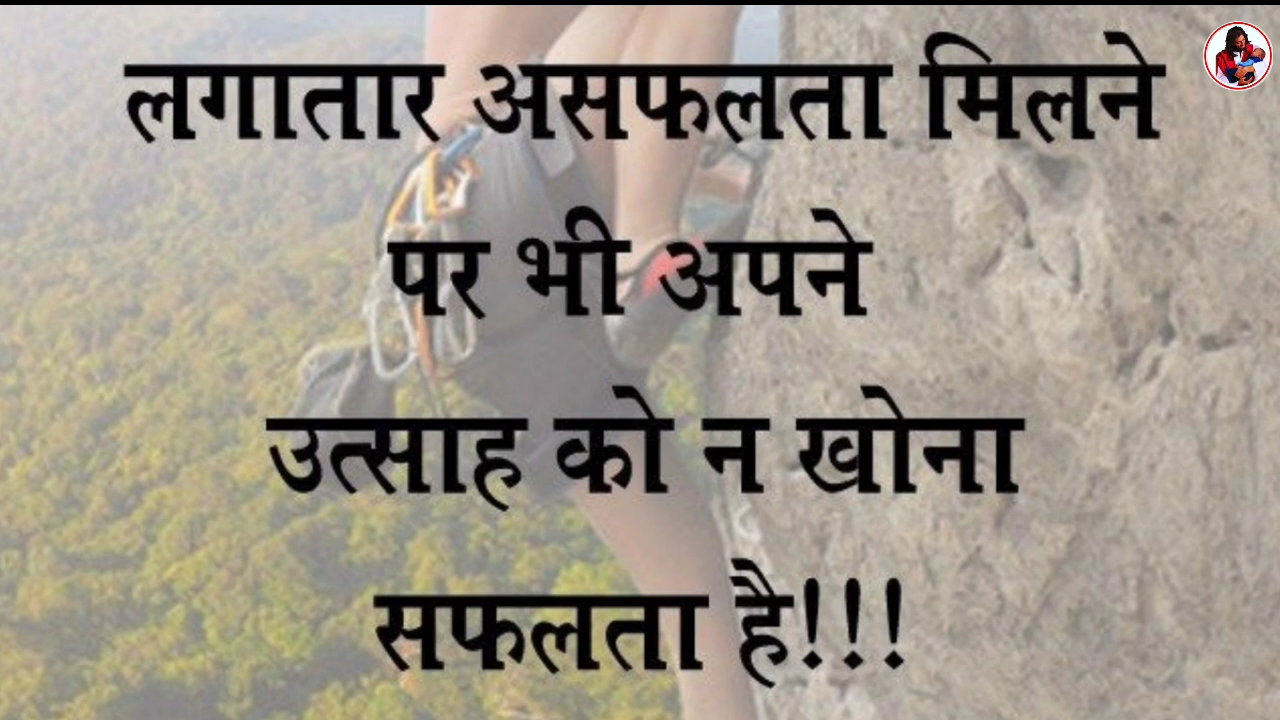 लगातार असफलता मिलने
पर भी अपने
उत्साह को न खोना
सफलता है!!!